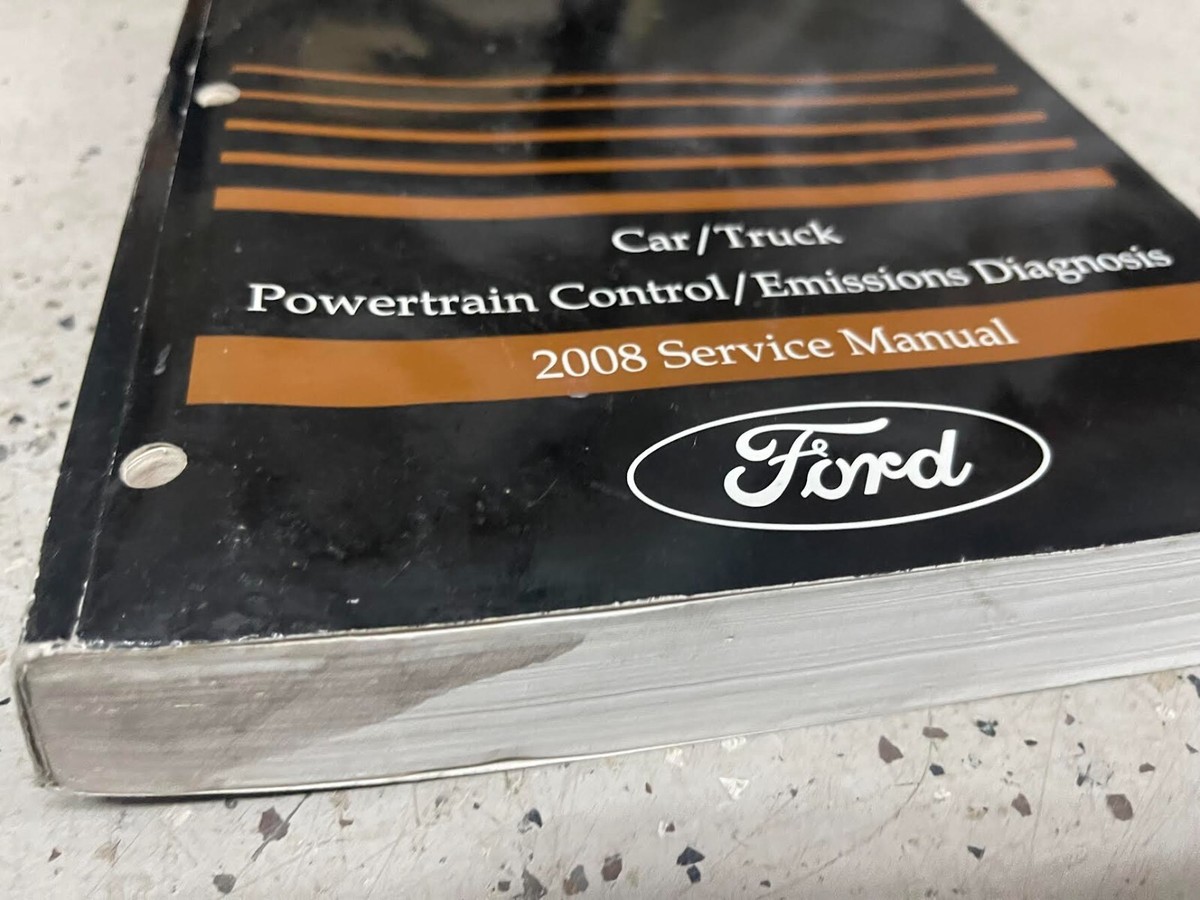 Car/Truck
Powertrain Control/Emissions Diagnosis
2008 Service Manual
Ford